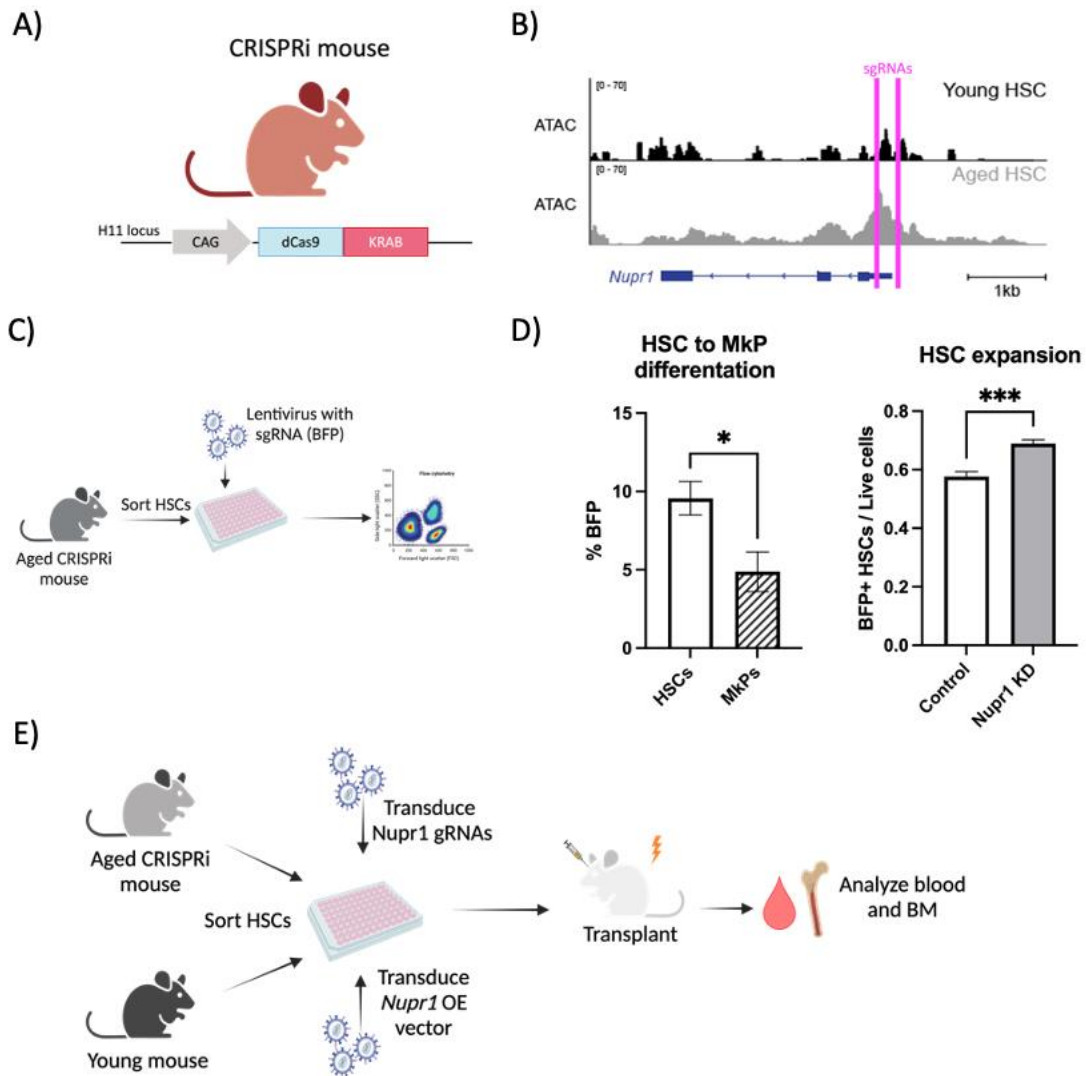 A)
CRISPRi mouse
H11 locus
CAG
dCas9
KRAB
B)
sgRNAs
[0 - 70]
Young HSC
ATAC
[0 - 70]
Aged HSC
ATAC
Nupr1
1kb
C)
Lentivirus with
sgRNA (BFP)
Sort HSCs
Aged CRISPRi
mouse
Flow cytometry
D)
HSC to MkP
differentation
15
10
5
0
% BFP
*
HSCs
MkPs
HSC expansion
0.8
0.6
0.4
0.2
0.0
BFP+ HSCs / Live cells
***
Control
Nupr1 KD
E)
Aged CRISPRi
mouse
Young mouse
Sort HSCs
Transduce
Nupr1 gRNAs
Transduce
Nupr1 OE
vector
Transplant
Analyze blood
and BM